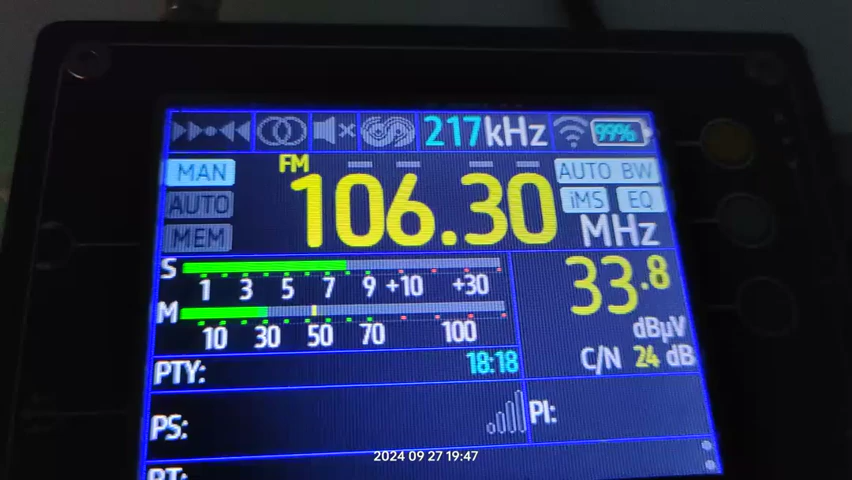 217kHz 99%
MAN FM AUTO BW
AUTO 106.30 iMS EQ
MEM MHz
S 1 3 5 7 9 +10 +30 33.8
M 10 30 50 70 100 dBµV
PTY: 18:18 C/N 24 dB
PS: PI:
RT:
2024 09 27 19:47